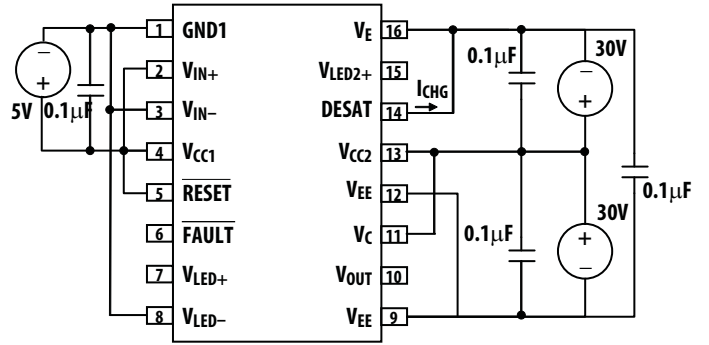 1 GND1
2 VIN+
3 VIN–
4 VCC1
5 RESET
6 FAULT
7 VLED+
8 VLED–
VE 16
VLED2+ 15
DESAT 14
VCC2 13
VEE 12
VC 11
VOUT 10
VEE 9
–
+
5V 0.1µF
ICHG
0.1µF
30V
–
+
0.1µF
0.1µF
30V
+
–